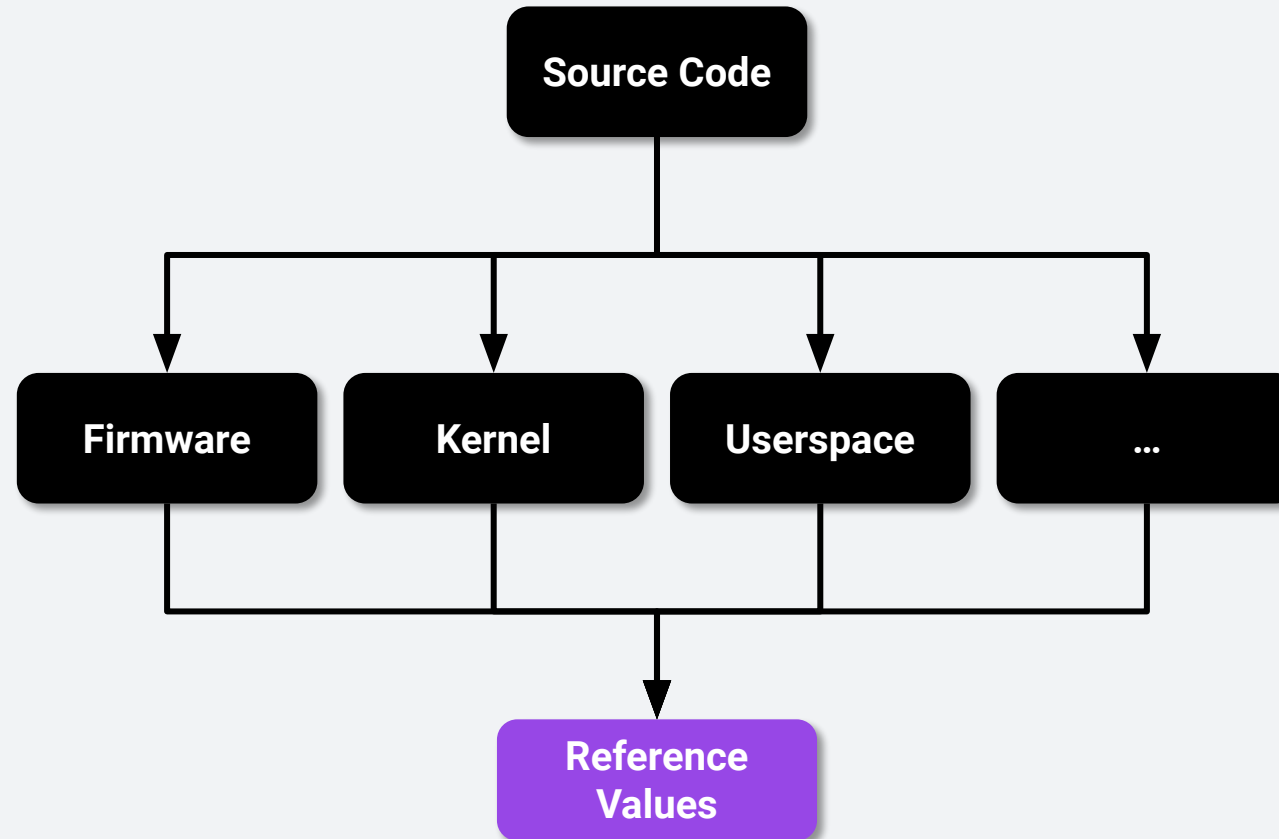 Source Code
Firmware
Kernel
Userspace
...
Reference
Values